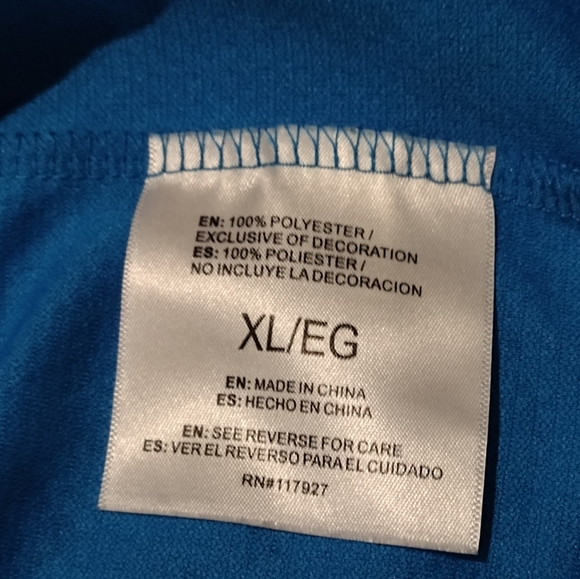 EN: 100% POLYESTER /
EXCLUSIVE OF DECORATION
ES: 100% POLIESTER /
NO INCLUYE LA DECORACION
XL/EG
EN: MADE IN CHINA
ES: HECHO EN CHINA
EN: SEE REVERSE FOR CARE
ES: VER EL REVERSO PARA EL CUIDADO
RN#117927